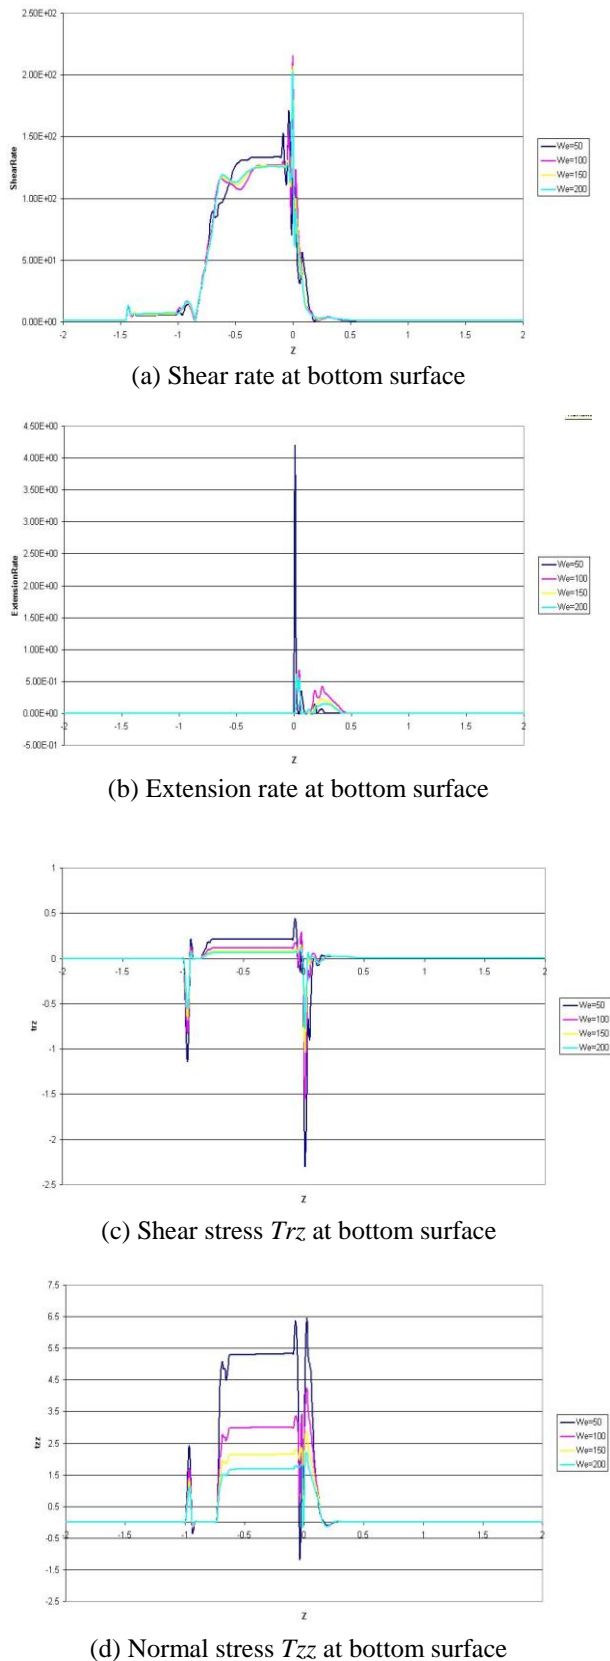 2.50E+02
2.00E+02
1.50E+02
1.00E+02
5.00E+01
0.00E+00
ShearRate
-2
-1.5
-1
-0.5
0
0.5
1
1.5
2
Z
We=50
We=100
We=150
We=200
(a) Shear rate at bottom surface
4.50E+00
4.00E+00
3.50E+00
3.00E+00
2.50E+00
2.00E+00
1.50E+00
1.00E+00
5.00E-01
0.00E+00
-5.00E-01
ExtensionRate
-2
-1.5
-1
-0.5
0
0.5
1
1.5
2
Z
We=50
We=100
We=150
We=200
(b) Extension rate at bottom surface
1
0.5
0
-0.5
-1
-1.5
-2
-2.5
trz
-2
-1.5
-1
-0.5
0
0.5
1
1.5
2
Z
We=50
We=100
We=150
We=200
(c) Shear stress Trz at bottom surface
7.5
6.5
5.5
4.5
3.5
2.5
1.5
0.5
-0.5
-1.5
-2.5
tzz
-2
-1.5
-1
-0.5
0
0.5
1
1.5
2
Z
We=50
We=100
We=150
We=200
(d) Normal stress Tzz at bottom surface